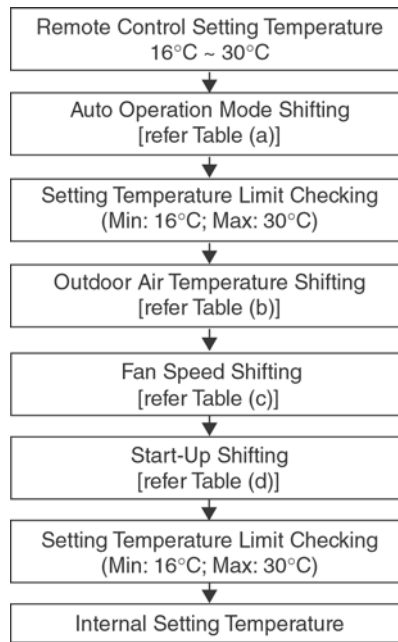 Remote Control Setting Temperature
16°C ~ 30°C
Auto Operation Mode Shifting
[refer Table (a)]
Setting Temperature Limit Checking
(Min: 16°C; Max: 30°C)
Outdoor Air Temperature Shifting
[refer Table (b)]
Fan Speed Shifting
[refer Table (c)]
Start-Up Shifting
[refer Table (d)]
Setting Temperature Limit Checking
(Min: 16°C; Max: 30°C)
Internal Setting Temperature